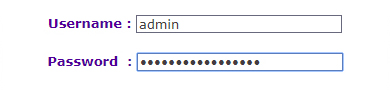 Username : admin
Password : •••••••••••••••••